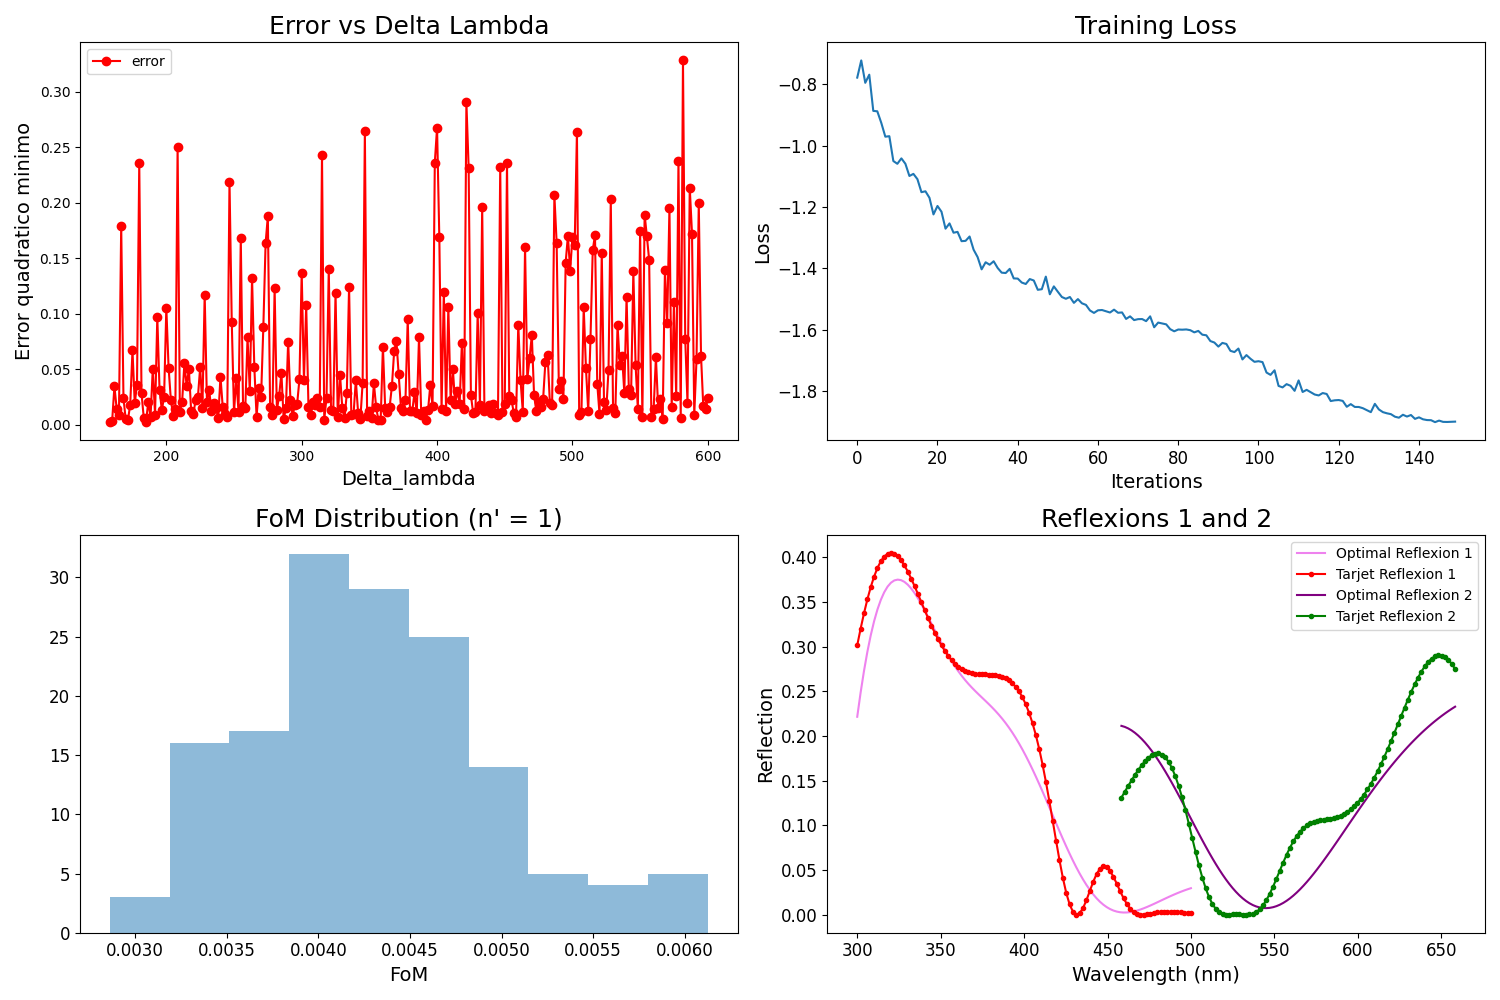 Error vs Delta Lambda
error
Error quadratico minimo
0.30
0.25
0.20
0.15
0.10
0.05
0.00
200 300 400 500 600
Delta_lambda
Training Loss
Loss
−0.8
−1.0
−1.2
−1.4
−1.6
−1.8
0 20 40 60 80 100 120 140
Iterations
FoM Distribution (n' = 1)
30
25
20
15
10
5
0
0.0030 0.0035 0.0040 0.0045 0.0050 0.0055 0.0060
FoM
Reflexions 1 and 2
Optimal Reflexion 1
Tarjet Reflexion 1
Optimal Reflexion 2
Tarjet Reflexion 2
Reflection
0.40
0.35
0.30
0.25
0.20
0.15
0.10
0.05
0.00
300 350 400 450 500 550 600 650
Wavelength (nm)